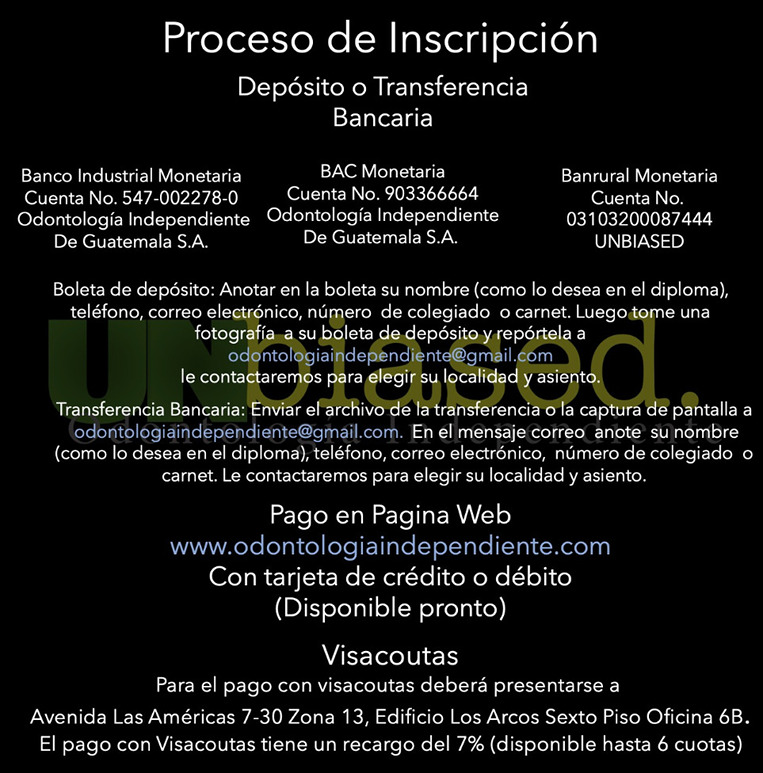 Proceso de Inscripción
Depósito o Transferencia
Bancaria
Banco Industrial Monetaria
Cuenta No. 547-002278-0
Odontología Independiente
De Guatemala S.A.
BAC Monetaria
Cuenta No. 903366664
Odontología Independiente
De Guatemala S.A.
Banrural Monetaria
Cuenta No.
03103200087444
UNBIASED
Boleta de depósito: Anotar en la boleta su nombre (como lo desea en el diploma),
teléfono, correo electrónico, número de colegiado o carnet. Luego tome una
fotografía a su boleta de depósito y repórtela a
odontologiaindependiente@gmail.com
le contactaremos para elegir su localidad y asiento.
UNbiased.
Odontología Independiente
Transferencia Bancaria: Enviar el archivo de la transferencia o la captura de pantalla a
odontologiaindependiente@gmail.com. En el mensaje correo anote su nombre
(como lo desea en el diploma), teléfono, correo electrónico, número de colegiado o
carnet. Le contactaremos para elegir su localidad y asiento.
Pago en Pagina Web
www.odontologiaindependiente.com
Con tarjeta de crédito o débito
(Disponible pronto)
Visacoutas
Para el pago con visacoutas deberá presentarse a
Avenida Las Américas 7-30 Zona 13, Edificio Los Arcos Sexto Piso Oficina 6B.
El pago con Visacoutas tiene un recargo del 7% (disponible hasta 6 cuotas)